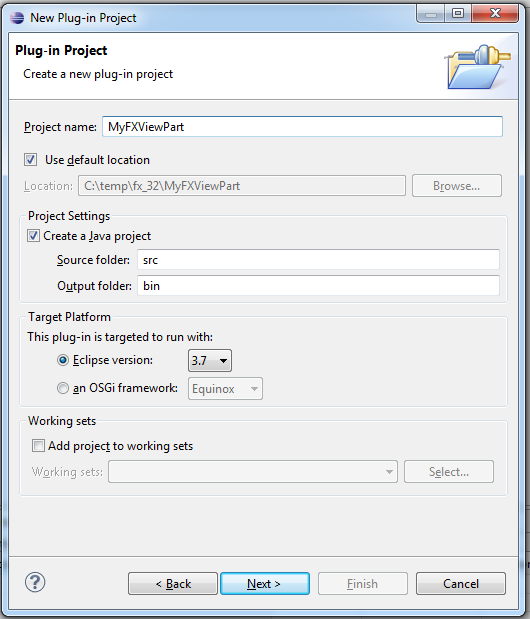 New Plug-in Project
Plug-in Project
Create a new plug-in project
Project name: MyFXViewPart
Use default location
Location: C:\temp\fx_32\MyFXViewPart Browse...
Project Settings
Create a Java project
Source folder: src
Output folder: bin
Target Platform
This plug-in is targeted to run with:
Eclipse version: 3.7
an OSGi framework: Equinox
Working sets
Add project to working sets
Working sets: Select...
? < Back Next > Finish Cancel